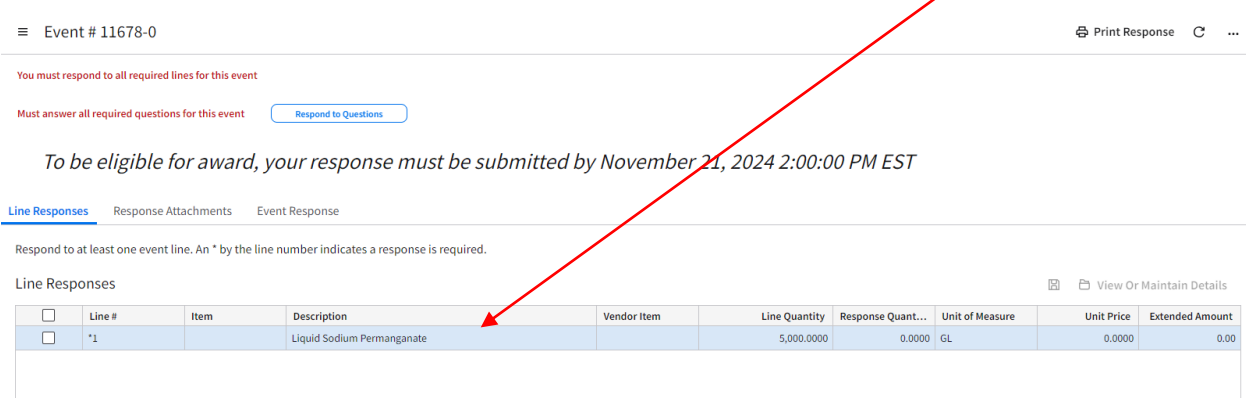 Event # 11678-0
Print Response
...
You must respond to all required lines for this event
Must answer all required questions for this event
Respond to Questions
To be eligible for award, your response must be submitted by November 21, 2024 2:00:00 PM EST
Line Responses Response Attachments Event Response
Respond to at least one event line. An * by the line number indicates a response is required.
Line Responses
View Or Maintain Details
Line # Item Description Vendor Item Line Quantity Response Quant... Unit of Measure Unit Price Extended Amount
*1 Liquid Sodium Permanganate 5,000.0000 0.0000 GL 0.0000 0.00